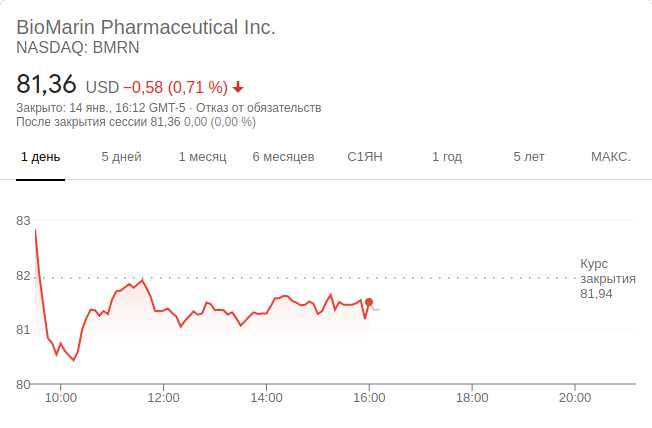 BioMarin Pharmaceutical Inc.
NASDAQ: BMRN
81,36 USD −0,58 (0,71 %)
Закрыто: 14 янв., 16:12 GMT-5 · Отказ от обязательств
После закрытия сессии 81,36 0,00 (0,00 %)
1 день 5 дней 1 месяц 6 месяцев С1ЯН 1 год 5 лет МАКС.
83
82
81
80
Курс
закрытия
81,94
10:00 12:00 14:00 16:00 18:00 20:00